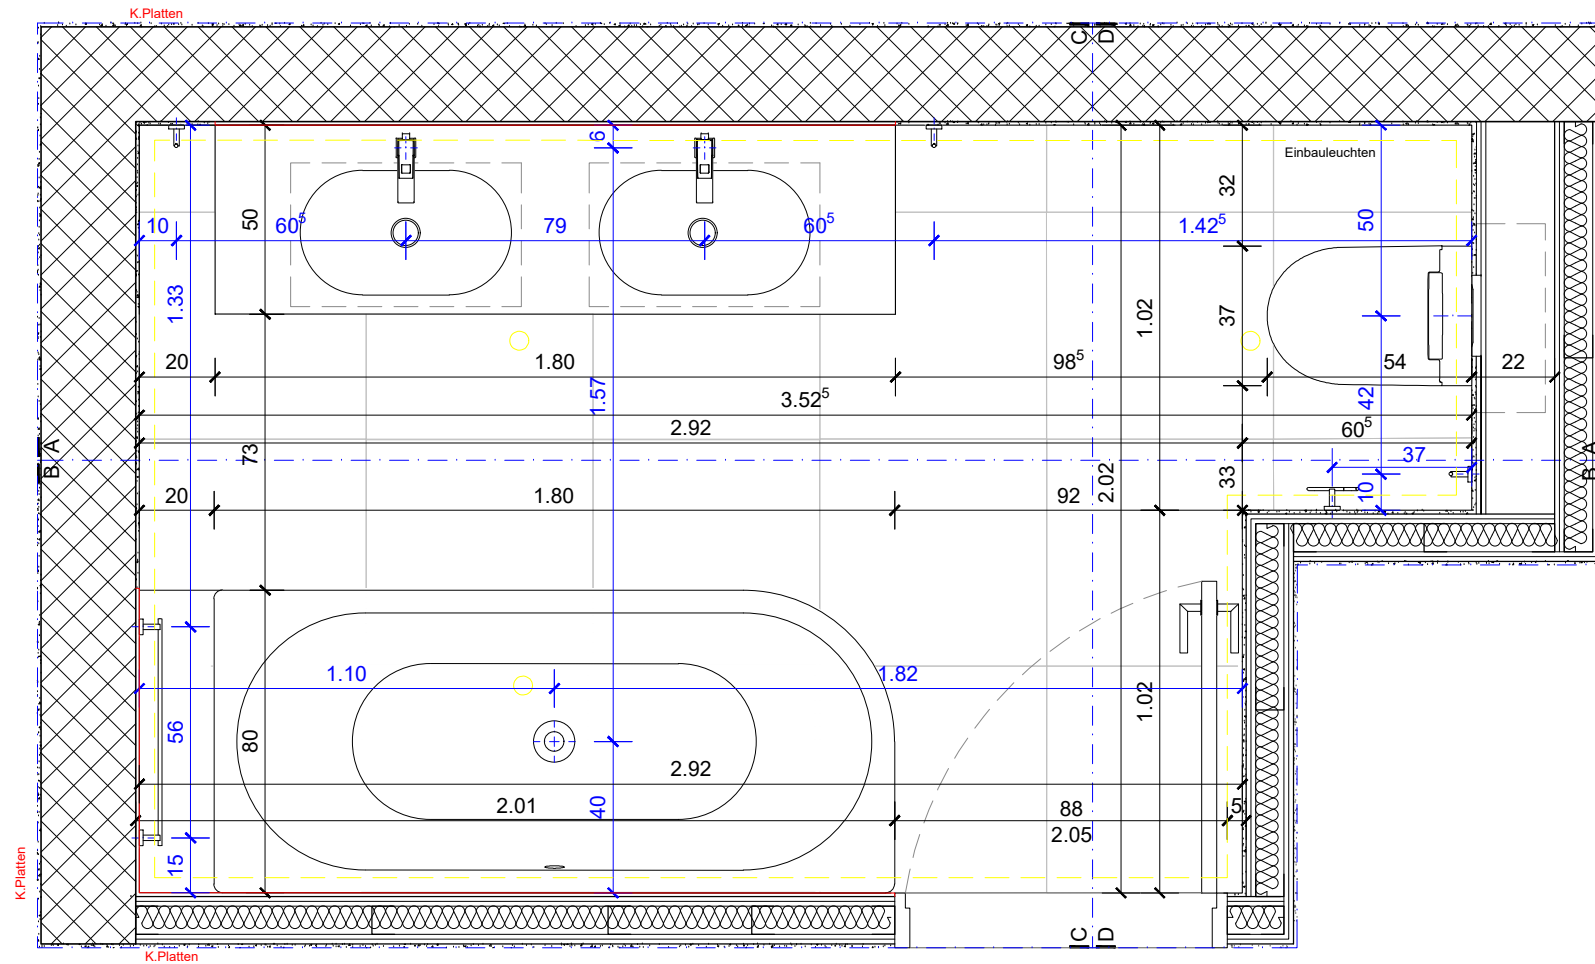 K.Platten
C D
Einbauleuchten
6
32
50
10 60⁵ 79 60⁵ 1.42⁵
50
1.33
1.02
37
20 1.80 98⁵ 54 22
1.57
42
3.52⁵
2.92 60⁵
B A
73
37
B A
20 1.80 92
2.02
33
10
1.10 1.82
1.02
56
80
2.92
2.01 88 5
40
2.05
15
K.Platten
C D
K.Platten